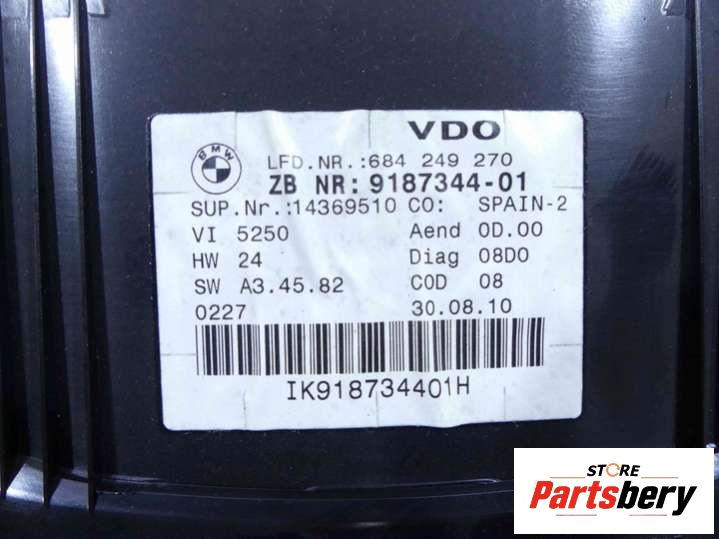 BMW
VDO
LFD.NR.:684 249 270
ZB NR: 9187344-01
SUP.Nr.:14369510 CO: SPAIN-2
VI 5250 Aend 0D.00
HW 24 Diag 08D0
SW A3.45.82 COD 08
0227 30.08.10
IK918734401H
STORE
Partsbery